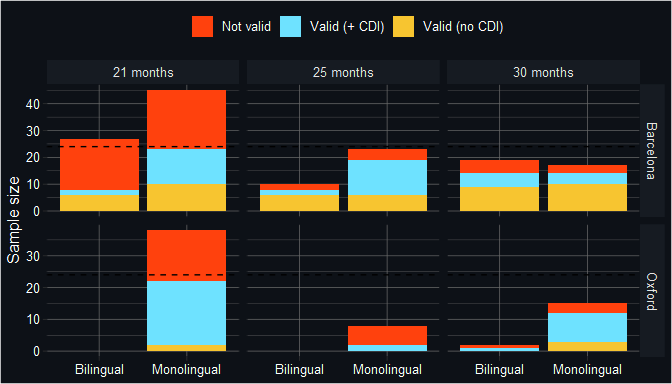 Not valid Valid (+ CDI) Valid (no CDI)
21 months 25 months 30 months
Sample size
40
30
20
10
0
Barcelona
30
20
10
0
Oxford
Bilingual Monolingual Bilingual Monolingual Bilingual Monolingual